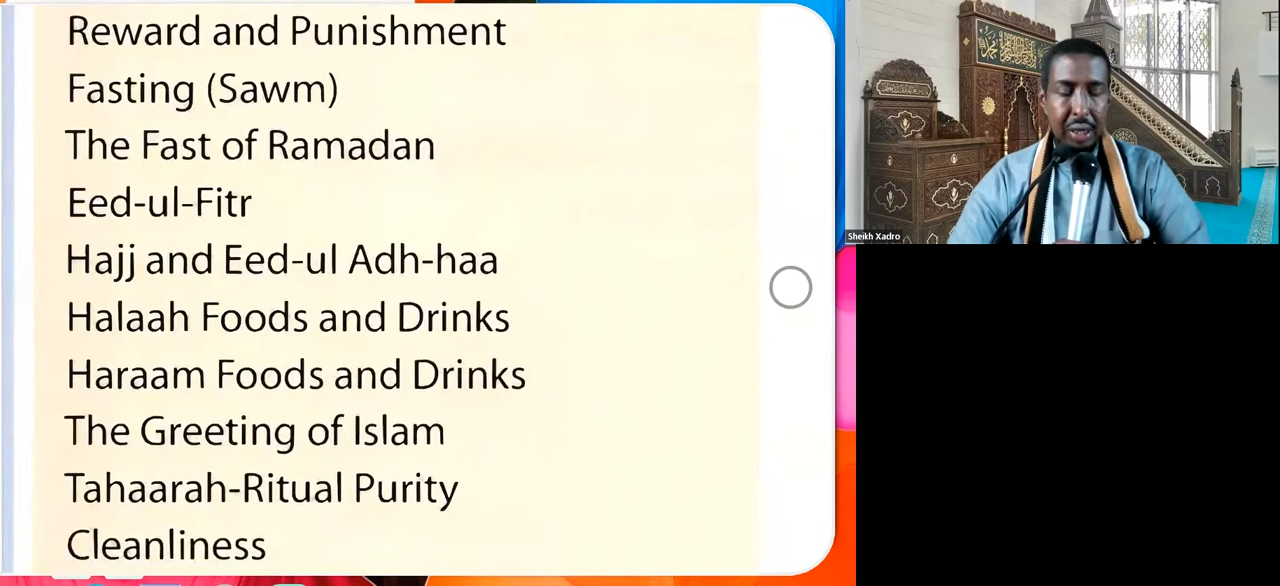 Reward and Punishment
Fasting (Sawm)
The Fast of Ramadan
Eed-ul-Fitr
Hajj and Eed-ul Adh-haa
Halaah Foods and Drinks
Haraam Foods and Drinks
The Greeting of Islam
Tahaarah-Ritual Purity
Cleanliness
Sheikh Xadro